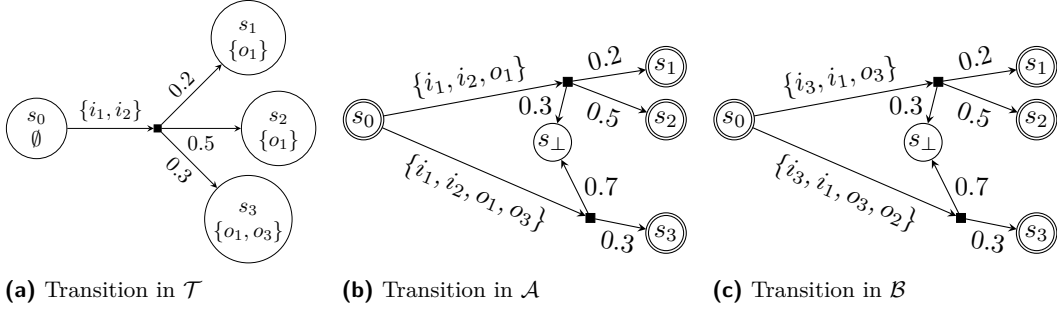 s₀
∅
{i₁, i₂}
0.2
0.5
0.3
s₁
{o₁}
s₂
{o₁}
s₃
{o₁, o₃}
(a) Transition in 𝒯
s₀
{i₁, i₂, o₁}
0.2
s₁
0.3
0.5
s₂
s⊥
{i₁, i₂, o₁, o₃}
0.7
0.3
s₃
(b) Transition in 𝒜
s₀
{i₃, i₁, o₃}
0.2
s₁
0.3
0.5
s₂
s⊥
{i₃, i₁, o₃, o₂}
0.7
0.3
s₃
(c) Transition in ℬ